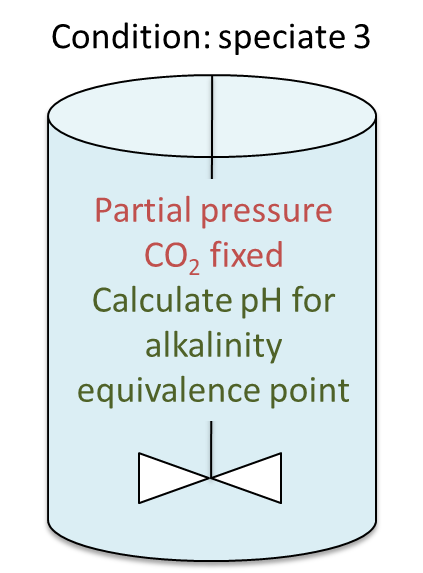 Condition: speciate 3
Partial pressure
CO₂ fixed
Calculate pH for
alkalinity
equivalence point